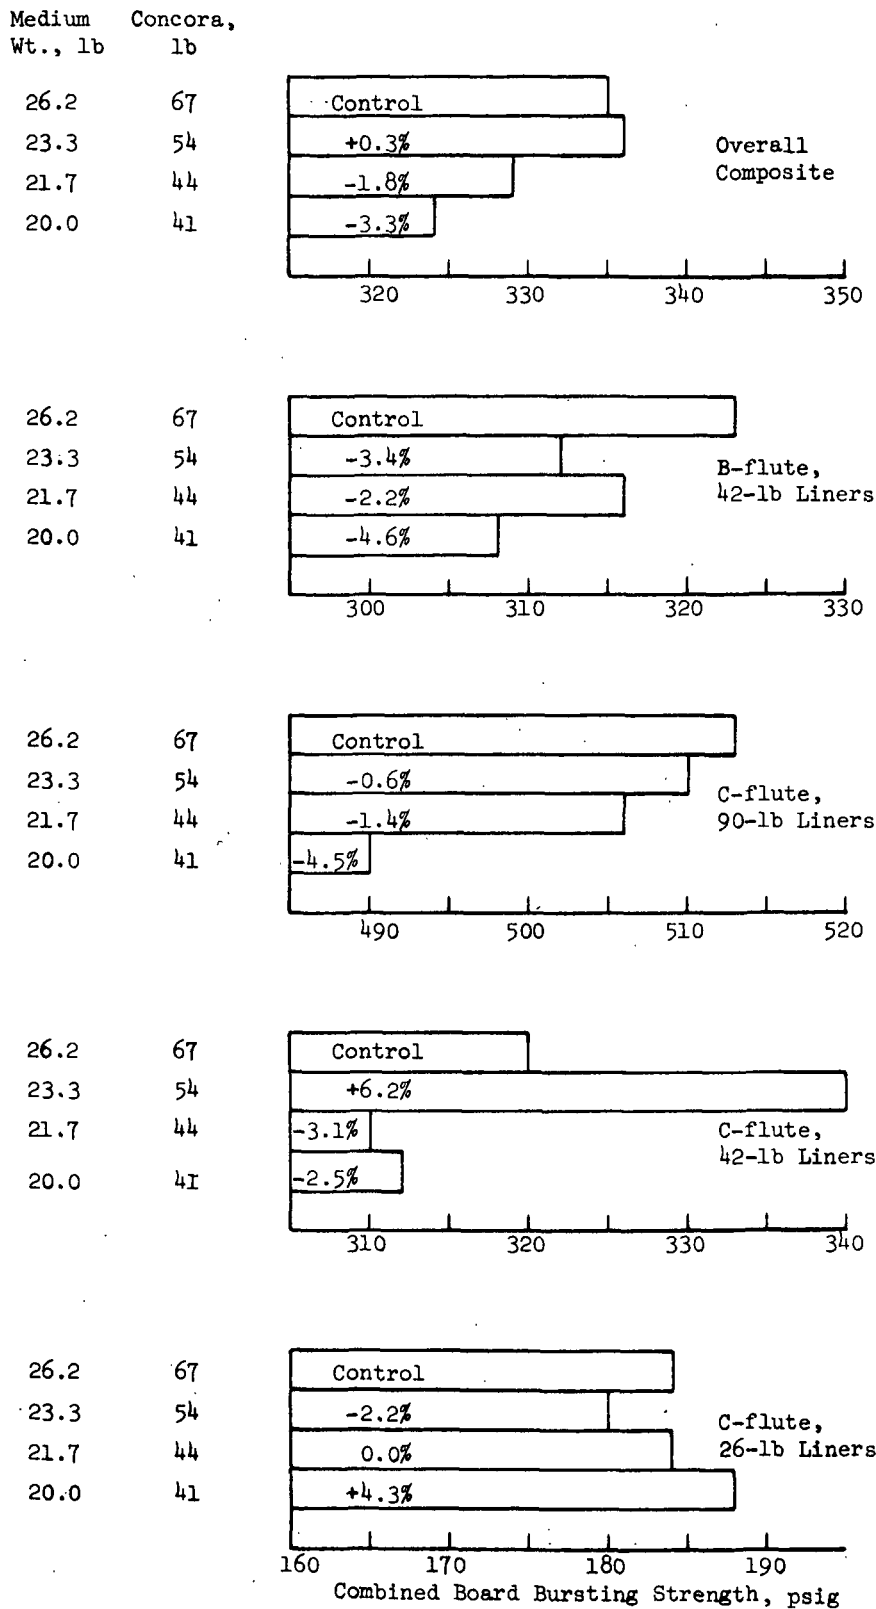 Medium Concora,
Wt., lb lb
26.2 67 Control
23.3 54 +0.3%
21.7 44 -1.8%
20.0 41 -3.3%
Overall
Composite
320 330 340 350
26.2 67 Control
23.3 54 -3.4%
21.7 44 -2.2%
20.0 41 -4.6%
B-flute,
42-lb Liners
300 310 320 330
26.2 67 Control
23.3 54 -0.6%
21.7 44 -1.4%
20.0 41 -4.5%
C-flute,
90-lb Liners
490 500 510 520
26.2 67 Control
23.3 54 +6.2%
21.7 44 -3.1%
20.0 41 -2.5%
C-flute,
42-lb Liners
310 320 330 340
26.2 67 Control
23.3 54 -2.2%
21.7 44 0.0%
20.0 41 +4.3%
C-flute,
26-lb Liners
160 170 180 190
Combined Board Bursting Strength, psig